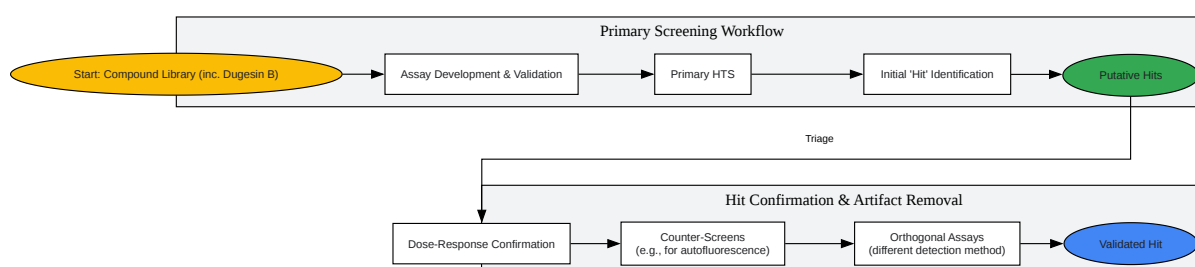 Primary Screening Workflow
Start: Compound Library (inc. Dugesin B)
Assay Development & Validation
Primary HTS
Initial 'Hit' Identification
Putative Hits
Triage
Hit Confirmation & Artifact Removal
Dose-Response Confirmation
Counter-Screens
(e.g., for autofluorescence)
Orthogonal Assays
(different detection method)
Validated Hit